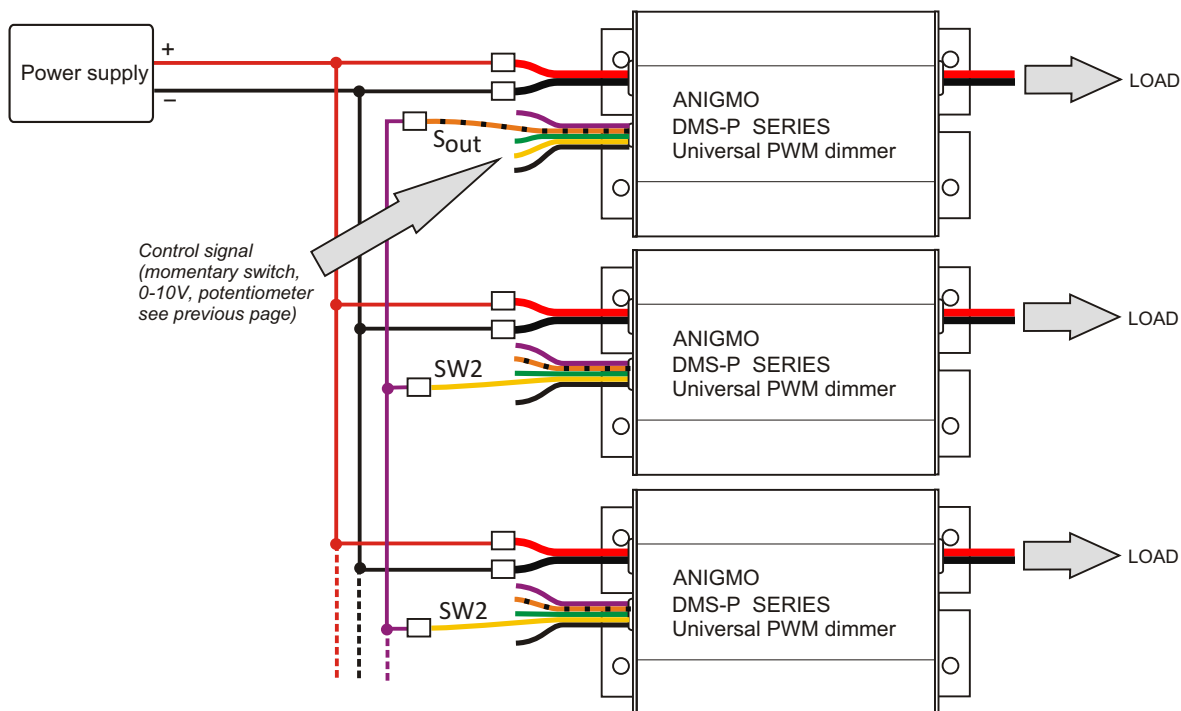 Power supply
+
−
Sout
Control signal
(momentary switch,
0-10V, potentiometer
see previous page)
ANIGMO
DMS-P SERIES
Universal PWM dimmer
LOAD
SW2
ANIGMO
DMS-P SERIES
Universal PWM dimmer
LOAD
SW2
ANIGMO
DMS-P SERIES
Universal PWM dimmer
LOAD